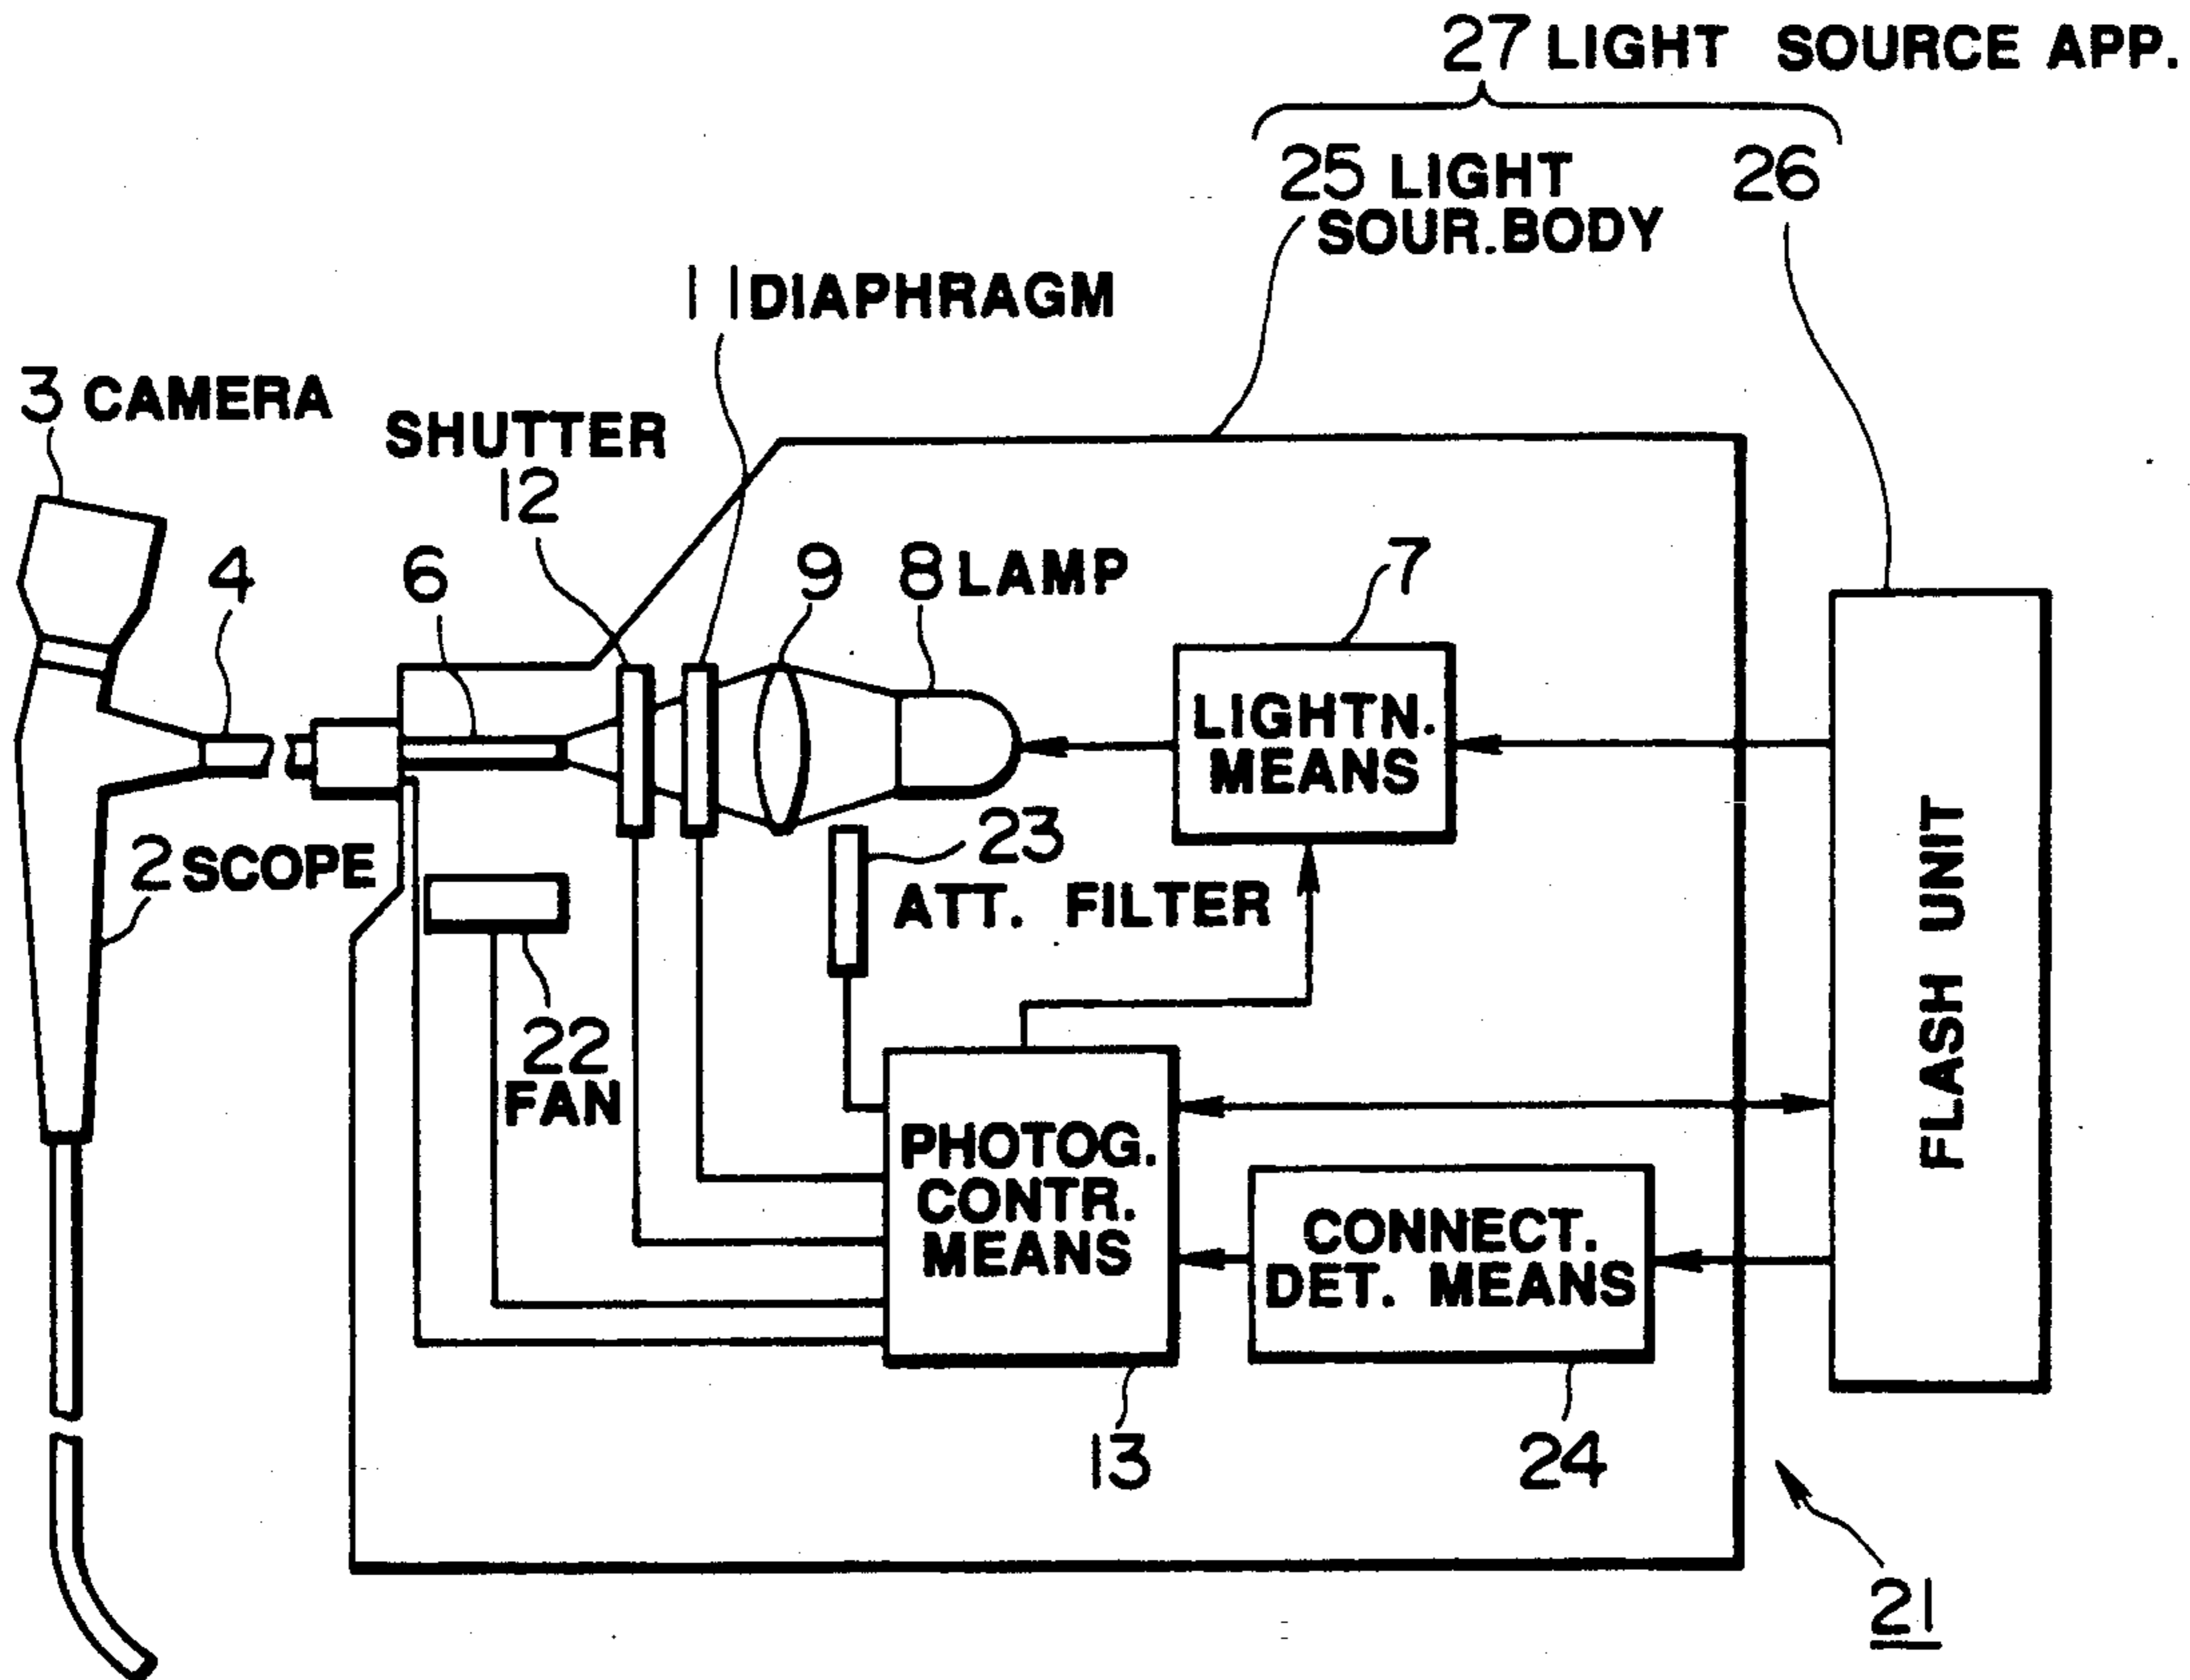 27 LIGHT SOURCE APP.
25 LIGHT
SOUR.BODY
26
11 DIAPHRAGM
3 CAMERA
SHUTTER
12
4
6
9
8 LAMP
7
LIGHTN.
MEANS
23
ATT. FILTER
2 SCOPE
22
FAN
FLASH UNIT
PHOTOG.
CONTR.
MEANS
CONNECT.
DET. MEANS
13
24
21